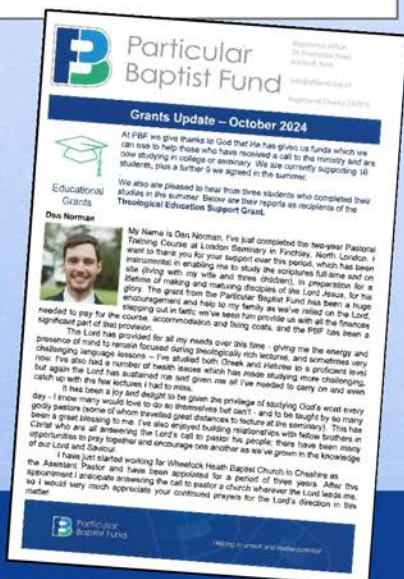 Particular
Baptist Fund
Registered Office
Grants Update – October 2024
At PBF we give thanks to God that He has given us funds which we
can use to help those who have received a call to the ministry and are
now studying in college or seminary. We are currently supporting 16
students, plus a further 9 we agreed in the summer.
We also are pleased to hear from three students who completed their
studies in the summer. Below are their reports as recipients of the
Theological Education Support Grant.
Educational
Grants
Dan Norman
My Name is Dan Norman, I've just completed the two-year Pastoral
Training Course at London Seminary in Finchley, North London. I
want to thank you for your support over this period, which has been
instrumental in enabling me to study the scriptures full-time and on
site (living with my wife and three children), in preparation for a
lifetime of making and maturing disciples of the Lord Jesus, for his
glory. The grant from the Particular Baptist Fund has been a huge
encouragement and help to my family as we've relied on the Lord,
stepping out in faith; we've seen him provide us with all the finances
needed to pay for the course, accommodation and living costs, and the PBF has been a
significant part of that provision.
The Lord has provided for all my needs over this time - giving me the energy and
presence of mind to remain focused during theologically rich lectures, and sometimes very
challenging language lessons – I've studied both Greek and Hebrew to a proficient level
now. I've also had a number of health issues which has made studying more challenging,
but again the Lord has sustained me and given me all I've needed to carry on and even
catch up with the few lectures I had to miss.
It has been a joy and delight to be given the privilege of studying God's word every
day - I know many would love to do so themselves but can't - and to be taught by so many
godly pastors (some of whom travelled great distances to lecture at the seminary). This has
been a great blessing to me. I've also enjoyed building relationships with fellow brothers in
Christ who are all answering the Lord's call to pastor his people; there have been many
opportunities to pray together and encourage one another as we've grown in the knowledge
of our Lord and Saviour.
I have just started working for Wheelock Heath Baptist Church in Cheshire as
the Assistant Pastor and have been appointed for a period of three years. After this
appointment I anticipate answering the call to pastor a church wherever the Lord leads me,
so I would very much appreciate your continued prayers for the Lord's direction in this
matter.
Particular
Baptist Fund
Helping to unlock and realise potential